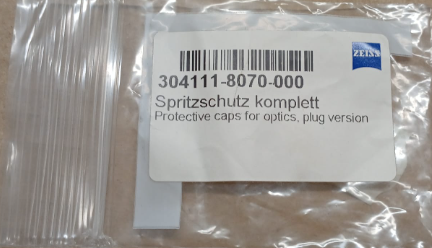 ZEISS
304111-8070-000
Spritzschutz komplett
Protective caps for optics, plug version